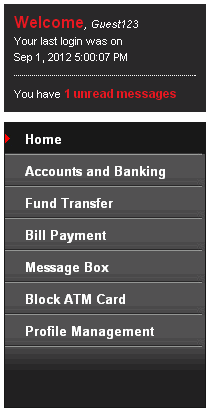 Welcome, Guest123
Your last login was on
Sep 1, 2012 5:00:07 PM
You have 1 unread messages
Home
Accounts and Banking
Fund Transfer
Bill Payment
Message Box
Block ATM Card
Profile Management